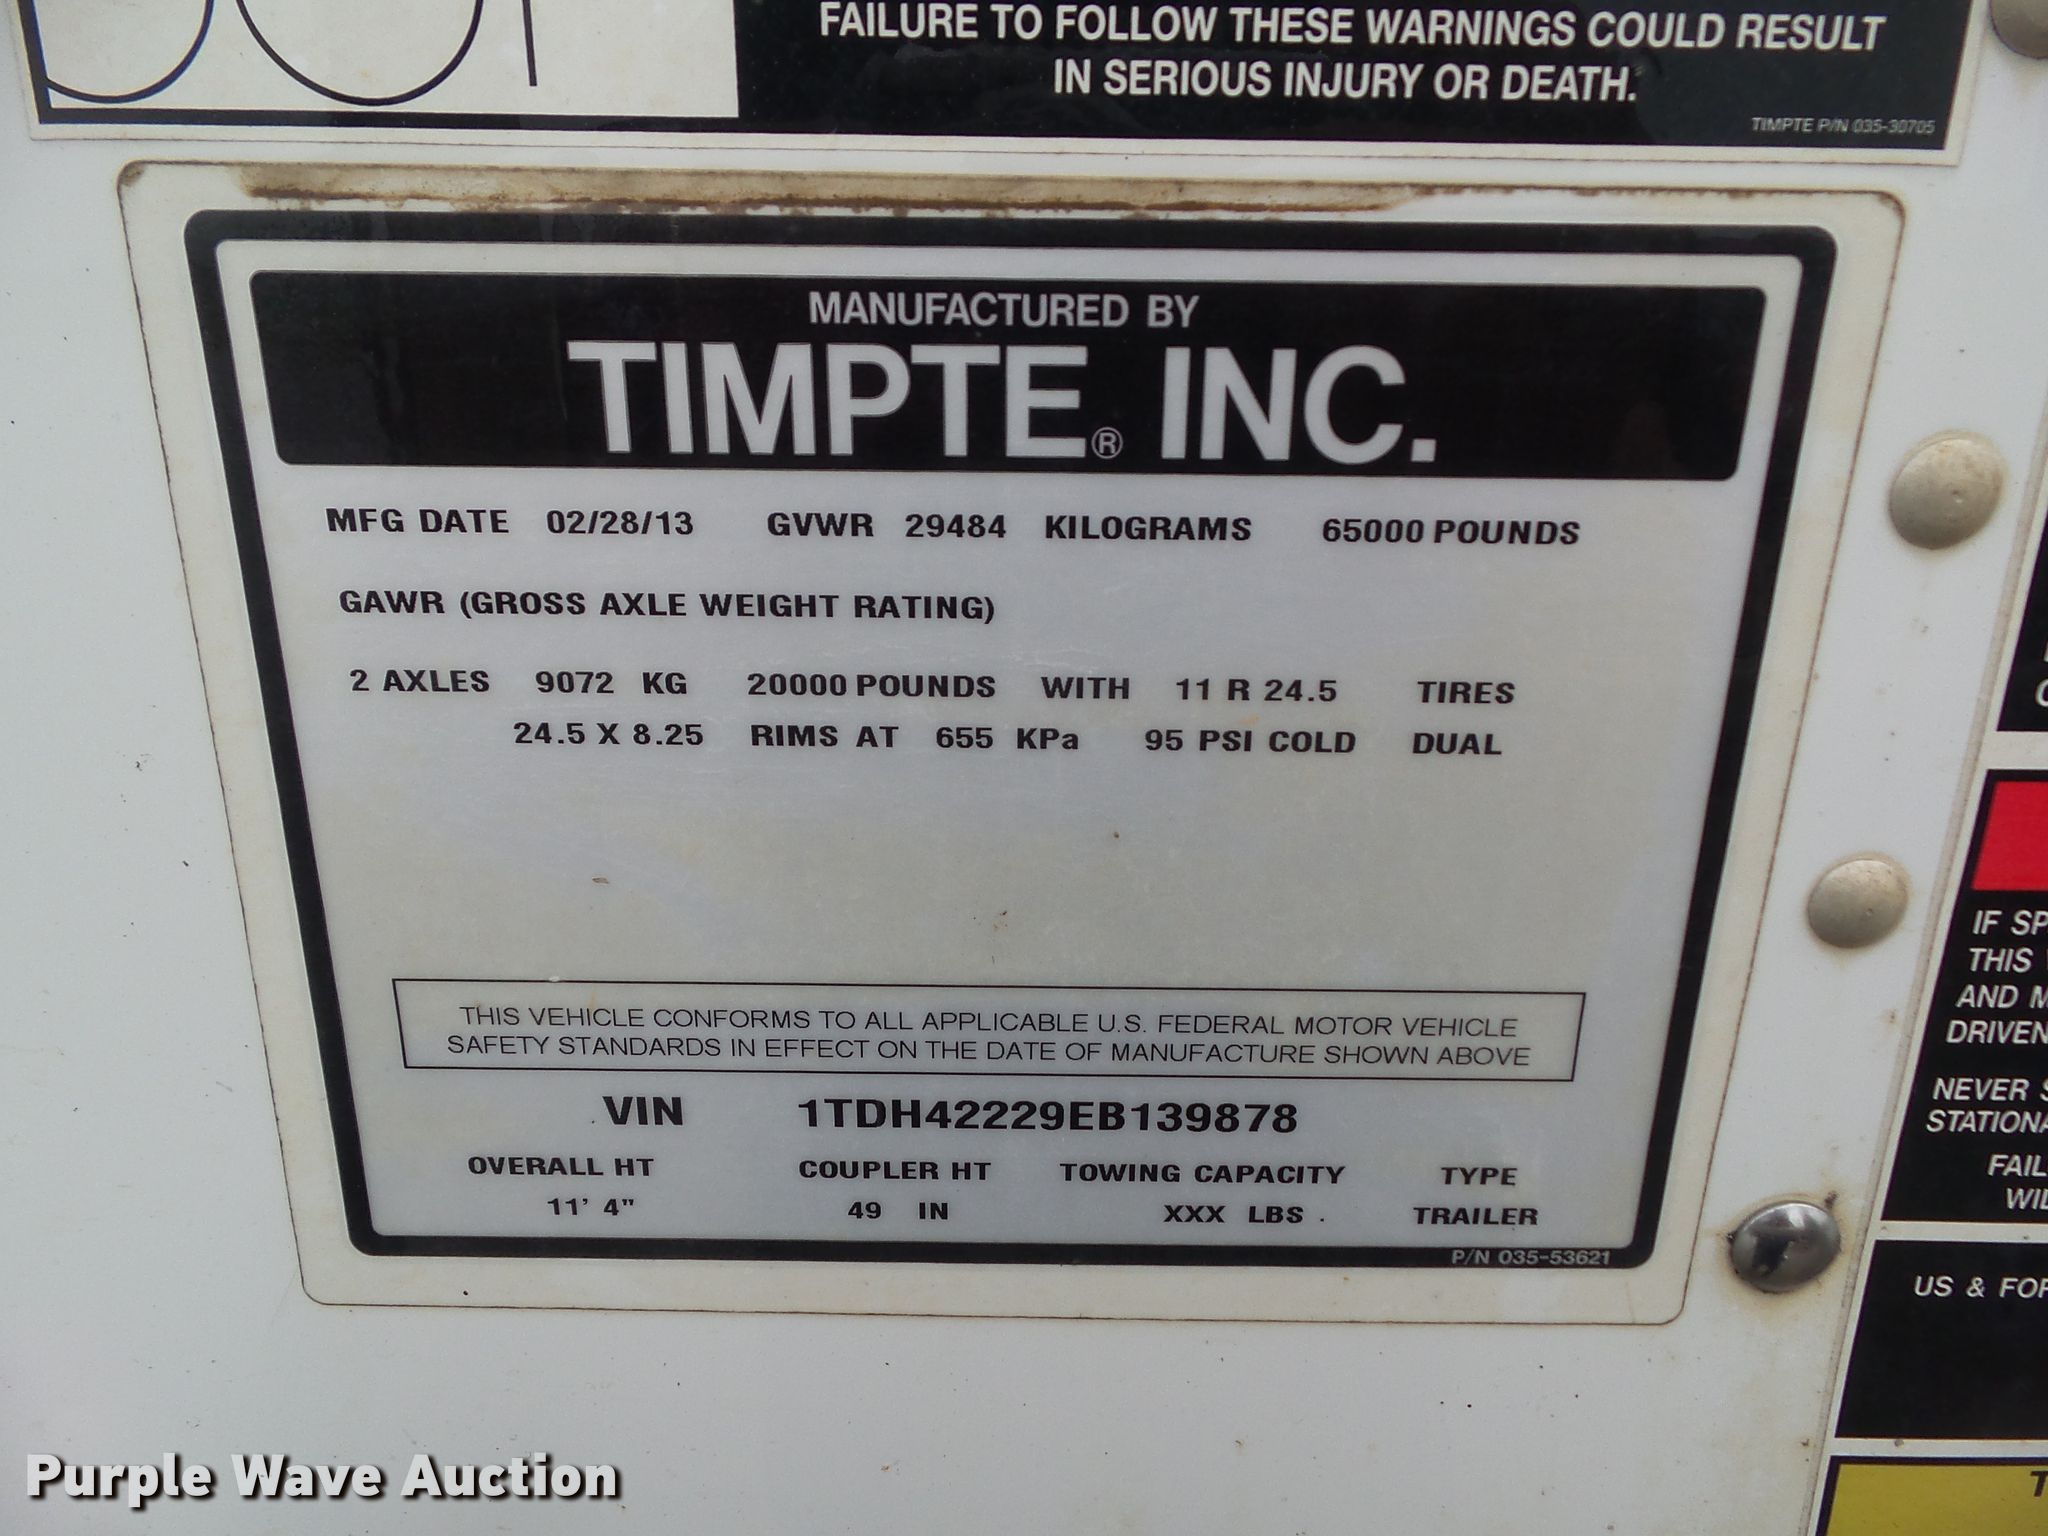 FAILURE TO FOLLOW THESE WARNINGS COULD RESULT
IN SERIOUS INJURY OR DEATH.
TIMPTE P/N 035-30705
MANUFACTURED BY
TIMPTE® INC.
MFG DATE 02/28/13 GVWR 29484 KILOGRAMS 65000 POUNDS
GAWR (GROSS AXLE WEIGHT RATING)
2 AXLES 9072 KG 20000 POUNDS WITH 11 R 24.5 TIRES
24.5 X 8.25 RIMS AT 655 KPa 95 PSI COLD DUAL
THIS VEHICLE CONFORMS TO ALL APPLICABLE U.S. FEDERAL MOTOR VEHICLE
SAFETY STANDARDS IN EFFECT ON THE DATE OF MANUFACTURE SHOWN ABOVE
VIN 1TDH42229EB139878
OVERALL HT COUPLER HT TOWING CAPACITY TYPE
11' 4" 49 IN XXX LBS . TRAILER
P/N 035-53621
IF
THIS
AND
DRIVEN
NEVER
US &
Purple Wave Auction